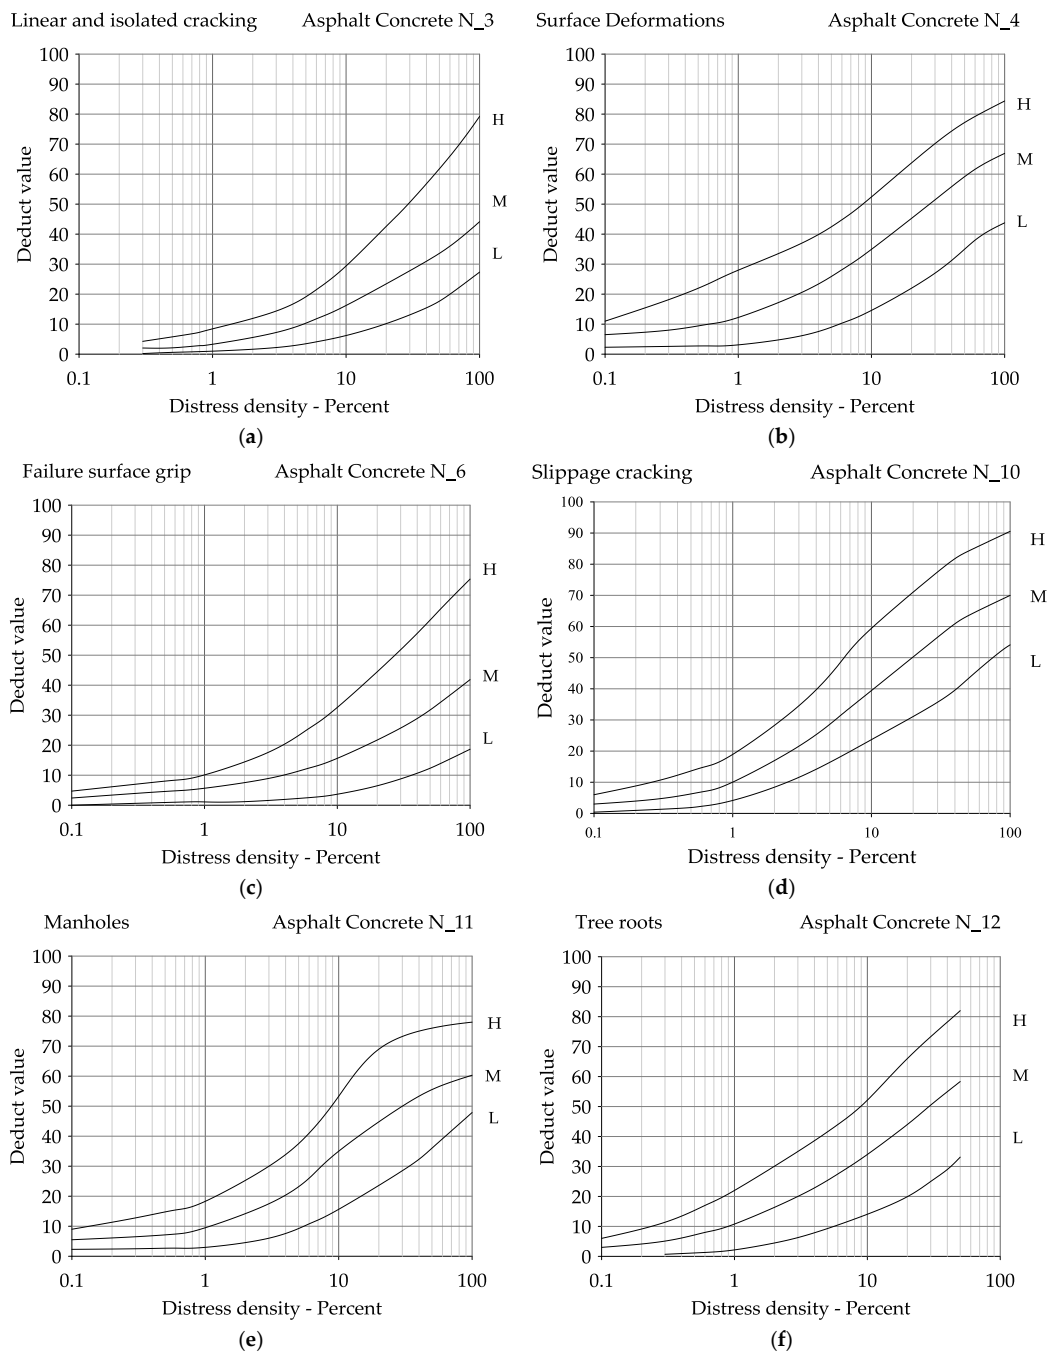 Linear and isolated cracking Asphalt Concrete N_3
100
90
80
70
60
50
40
30
20
10
0
Deduct value
H
M
L
0.1 1 10 100
Distress density - Percent
(a)
Surface Deformations Asphalt Concrete N_4
100
90
80
70
60
50
40
30
20
10
0
Deduct value
H
M
L
0.1 1 10 100
Distress density - Percent
(b)
Failure surface grip Asphalt Concrete N_6
100
90
80
70
60
50
40
30
20
10
0
Deduct value
H
M
L
0.1 1 10 100
Distress density - Percent
(c)
Slippage cracking Asphalt Concrete N_10
100
90
80
70
60
50
40
30
20
10
0
Deduct value
H
M
L
0.1 1 10 100
Distress density - Percent
(d)
Manholes Asphalt Concrete N_11
100
90
80
70
60
50
40
30
20
10
0
Deduct value
H
M
L
0.1 1 10 100
Distress density - Percent
(e)
Tree roots Asphalt Concrete N_12
100
90
80
70
60
50
40
30
20
10
0
Deduct value
H
M
L
0.1 1 10 100
Distress density - Percent
(f)